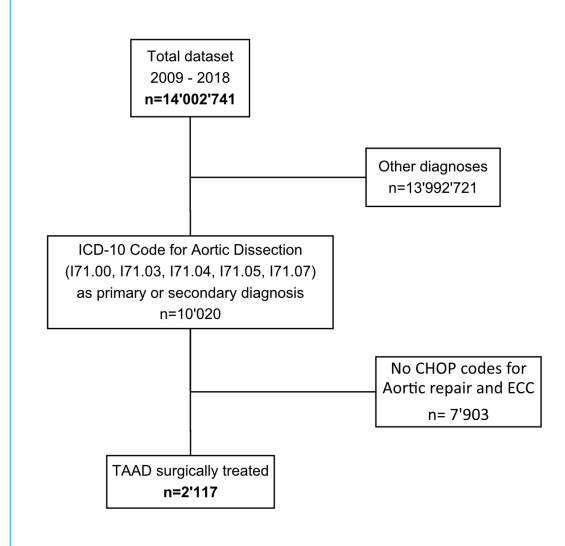 Total dataset
2009 - 2018
n=14'002'741
Other diagnoses
n=13'992'721
ICD-10 Code for Aortic Dissection
(I71.00, I71.03, I71.04, I71.05, I71.07)
as primary or secondary diagnosis
n=10'020
No CHOP codes for
Aortic repair and ECC
n= 7'903
TAAD surgically treated
n=2'117